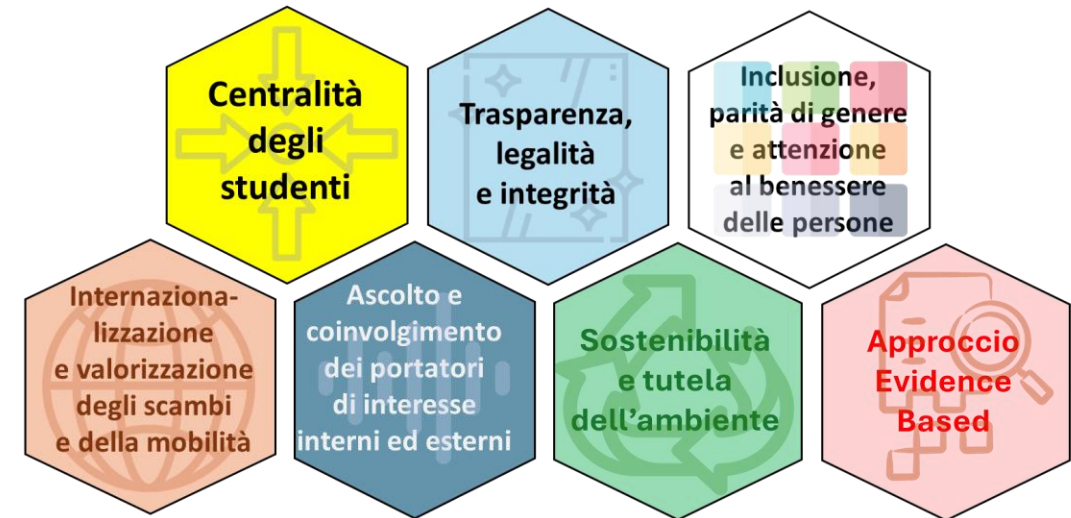 Centralità
degli
studenti
Trasparenza,
legalità
e integrità
Inclusione,
parità di genere
e attenzione
al benessere
delle persone
Internaziona-
lizzazione
e valorizzazione
degli scambi
e della mobilità
Ascolto e
coinvolgimento
dei portatori
di interesse
interni ed esterni
Sostenibilità
e tutela
dell'ambiente
Approccio
Evidence
Based